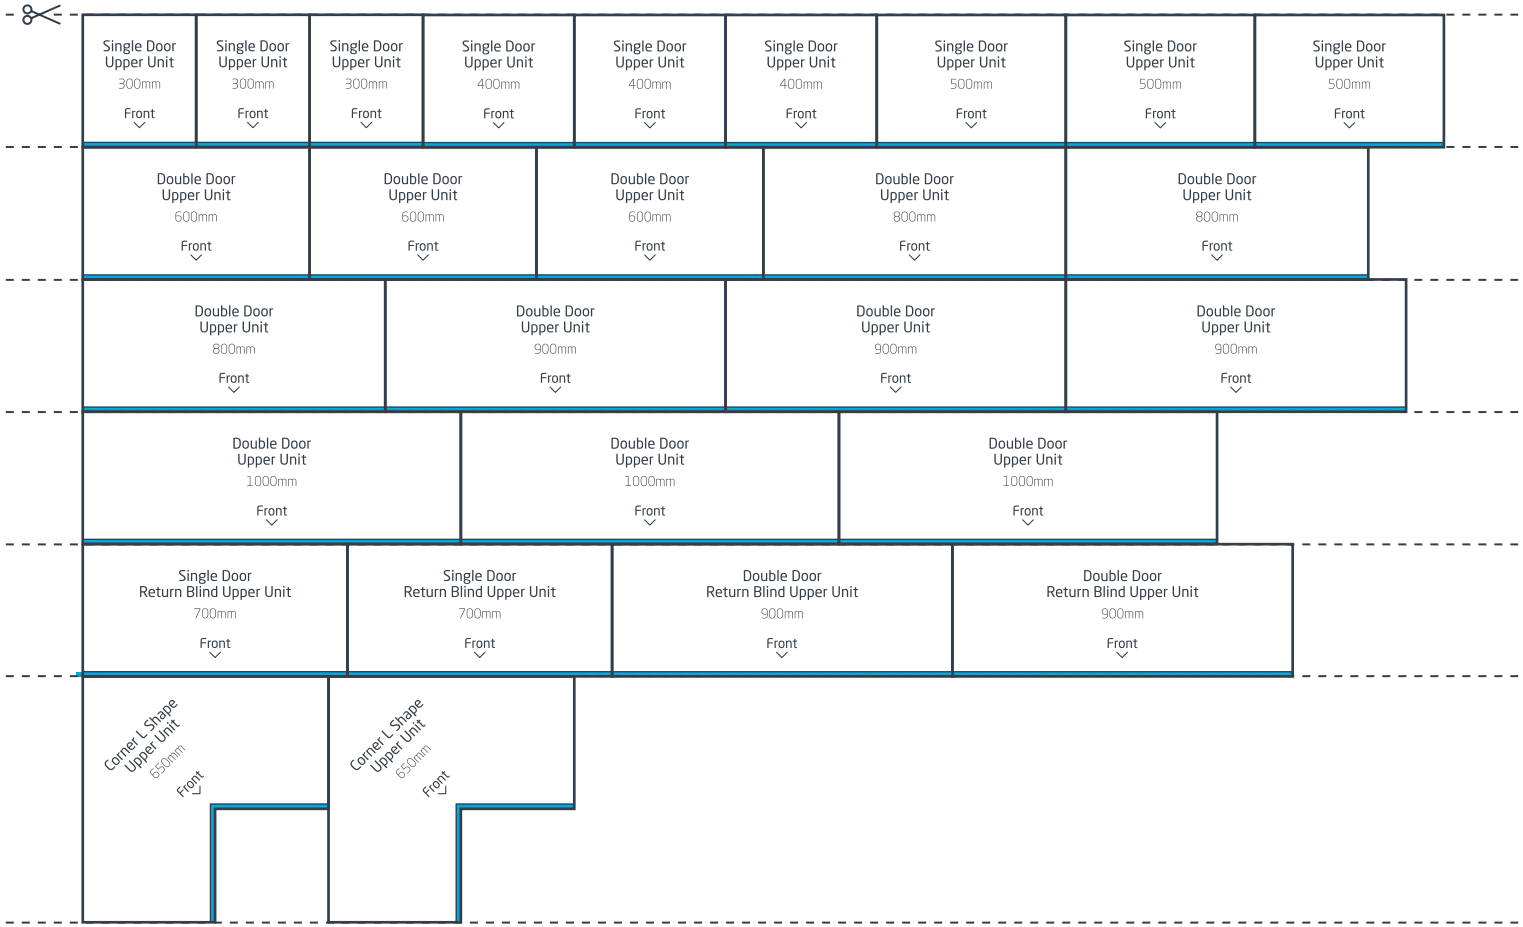 Single Door
Upper Unit
300mm
Front
Single Door
Upper Unit
300mm
Front
Single Door
Upper Unit
300mm
Front
Single Door
Upper Unit
400mm
Front
Single Door
Upper Unit
400mm
Front
Single Door
Upper Unit
400mm
Front
Single Door
Upper Unit
500mm
Front
Single Door
Upper Unit
500mm
Front
Single Door
Upper Unit
500mm
Front
Double Door
Upper Unit
600mm
Front
Double Door
Upper Unit
600mm
Front
Double Door
Upper Unit
600mm
Front
Double Door
Upper Unit
800mm
Front
Double Door
Upper Unit
800mm
Front
Double Door
Upper Unit
800mm
Front
Double Door
Upper Unit
900mm
Front
Double Door
Upper Unit
900mm
Front
Double Door
Upper Unit
900mm
Front
Double Door
Upper Unit
1000mm
Front
Double Door
Upper Unit
1000mm
Front
Double Door
Upper Unit
1000mm
Front
Single Door
Return Blind Upper Unit
700mm
Front
Single Door
Return Blind Upper Unit
700mm
Front
Double Door
Return Blind Upper Unit
900mm
Front
Double Door
Return Blind Upper Unit
900mm
Front
Corner L Shape
Upper Unit
650mm
Front
Corner L Shape
Upper Unit
650mm
Front